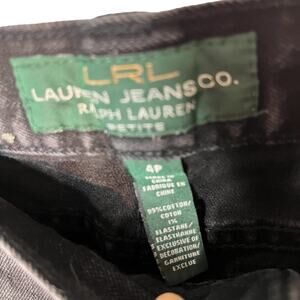 LRL
LAUREN JEANS CO.
RALPH LAUREN
PETITE
4P
MADE IN
CHINA
FABRIQUE EN
CHINE
99% COTTON/
COTON
1%
ELASTANE/
ELASTHANNE
EXCLUSIVE OF
DECORATION/
GARNITURE
EXCLUE